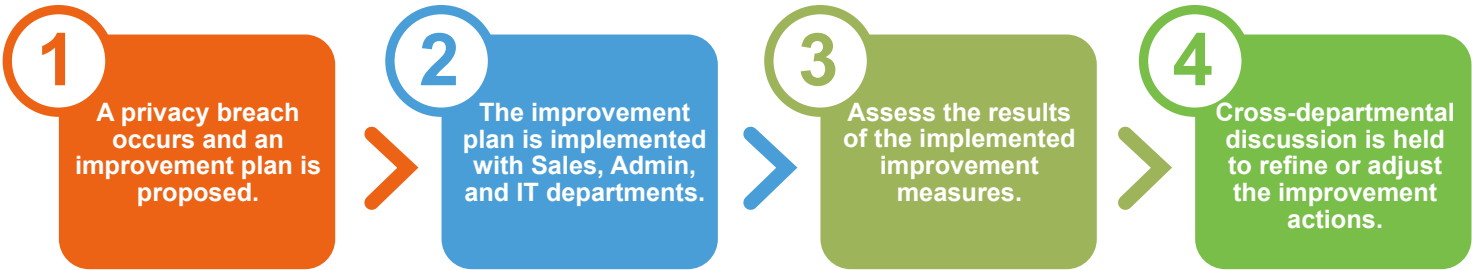 1
A privacy breach
occurs and an
improvement plan is
proposed.
2
The improvement
plan is implemented
with Sales, Admin,
and IT departments.
3
Assess the results
of the implemented
improvement
measures.
4
Cross-departmental
discussion is held
to refine or adjust
the improvement
actions.